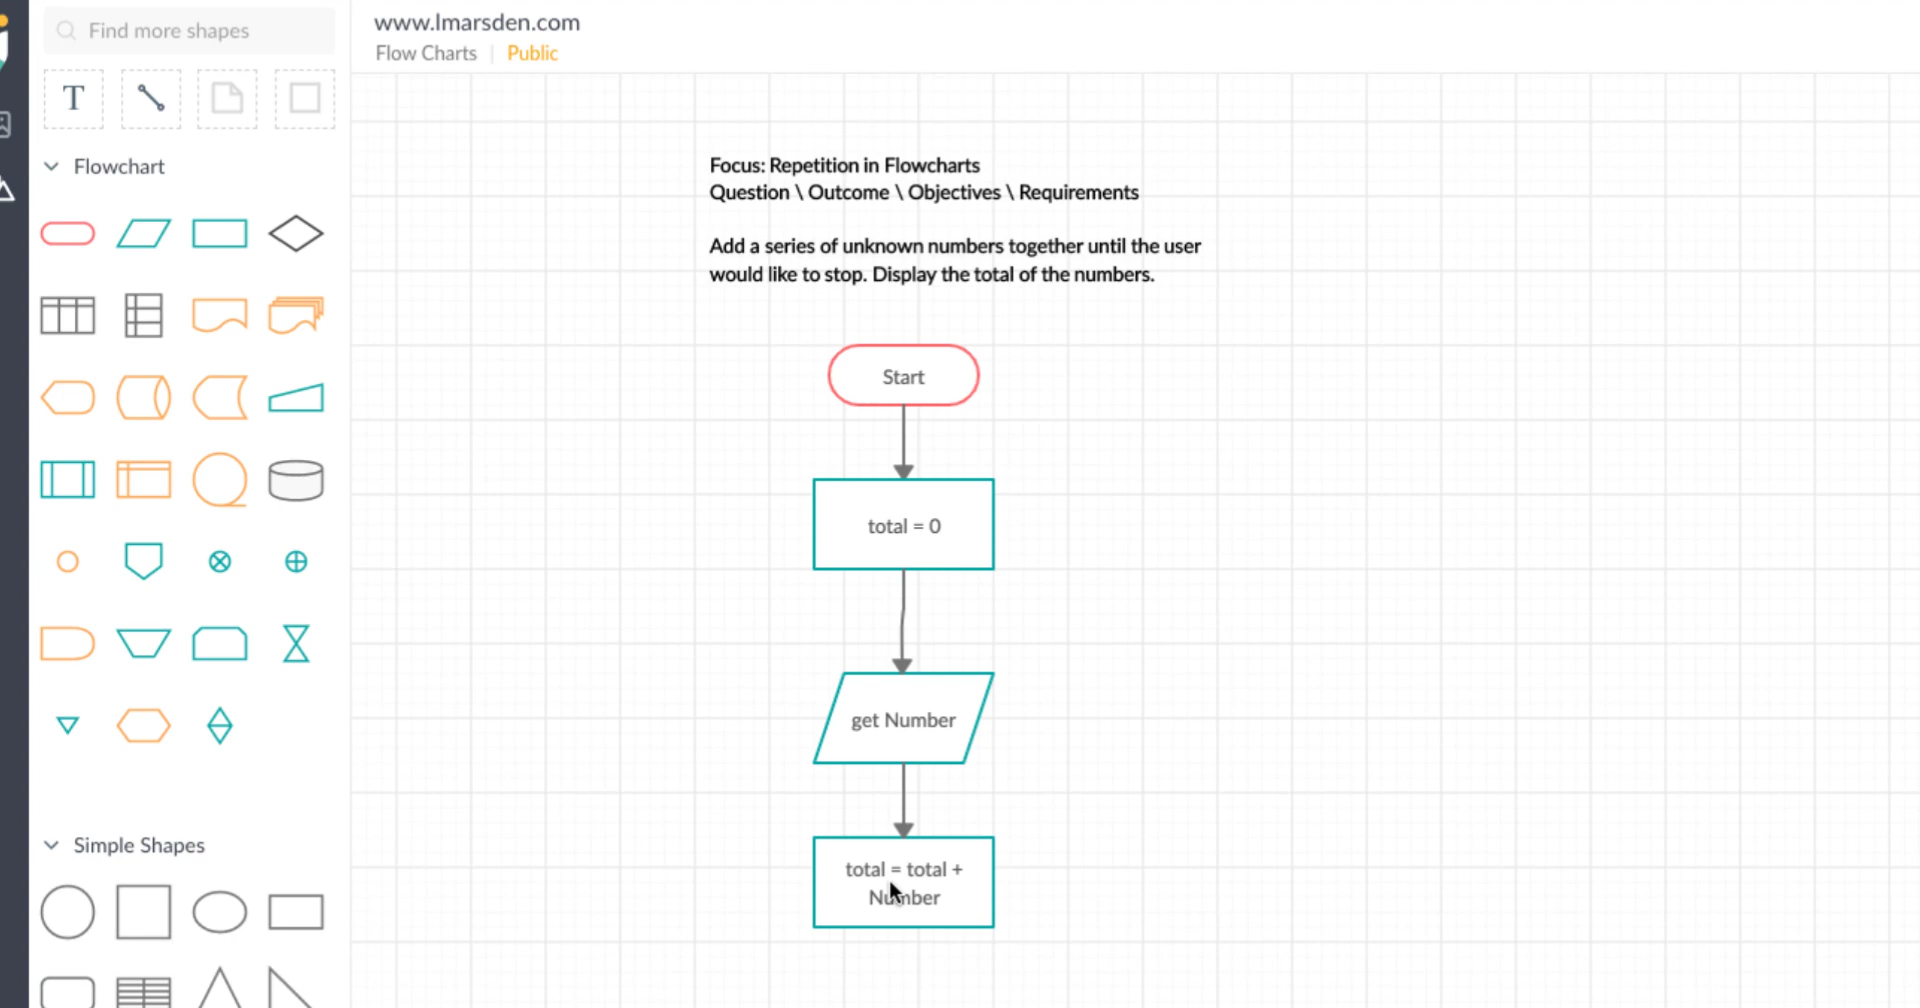 Find more shapes
www.lmarsden.com
Flow Charts | Public
T
Flowchart
Focus: Repetition in Flowcharts
Question \ Outcome \ Objectives \ Requirements
Add a series of unknown numbers together until the user
would like to stop. Display the total of the numbers.
Start
total = 0
get Number
total = total +
Number
Simple Shapes